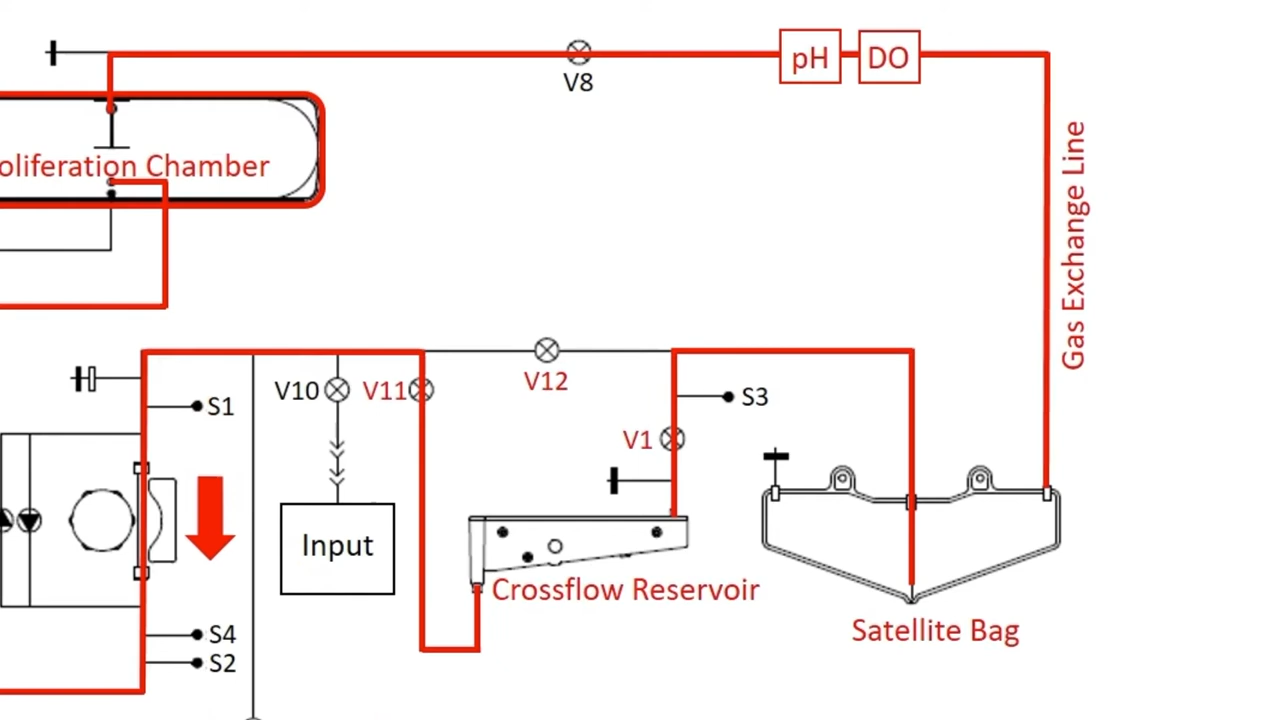 pH
DO
V8
oliferation Chamber
Gas Exchange Line
V10
V11
V12
S1
S3
V1
Input
Crossflow Reservoir
Satellite Bag
S4
S2